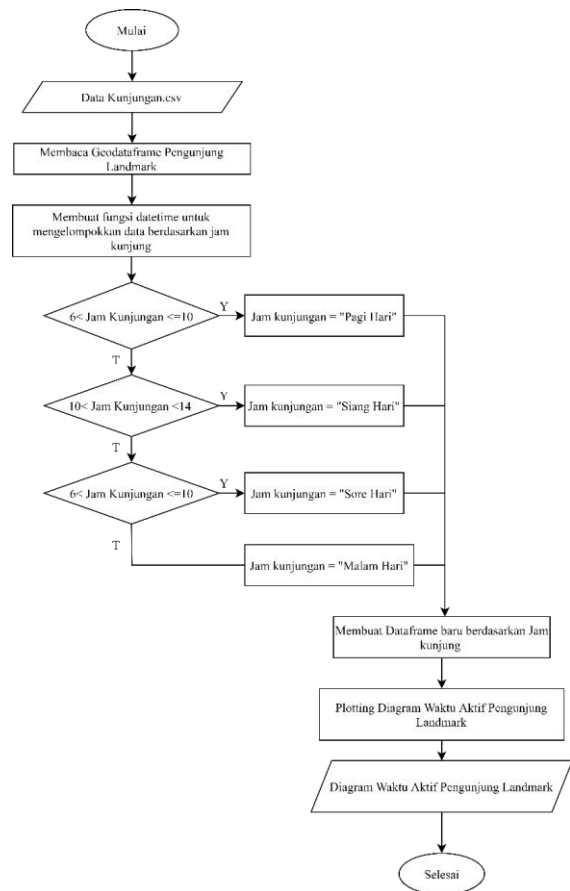 Mulai
Data Kunjungan.csv
Membaca Geodataframe Pengunjung
Landmark
Membuat fungsi datetime untuk
mengelompokkan data berdasarkan jam
kunjung
6< Jam Kunjungan <=10
Y
Jam kunjungan = "Pagi Hari"
T
10< Jam Kunjungan <14
Y
Jam kunjungan = "Siang Hari"
T
6< Jam Kunjungan <=10
Y
Jam kunjungan = "Sore Hari"
T
Jam kunjungan = "Malam Hari"
Membuat Dataframe baru berdasarkan Jam
kunjung
Plotting Diagram Waktu Aktif Pengunjung
Landmark
Diagram Waktu Aktif Pengunjung Landmark
Selesai